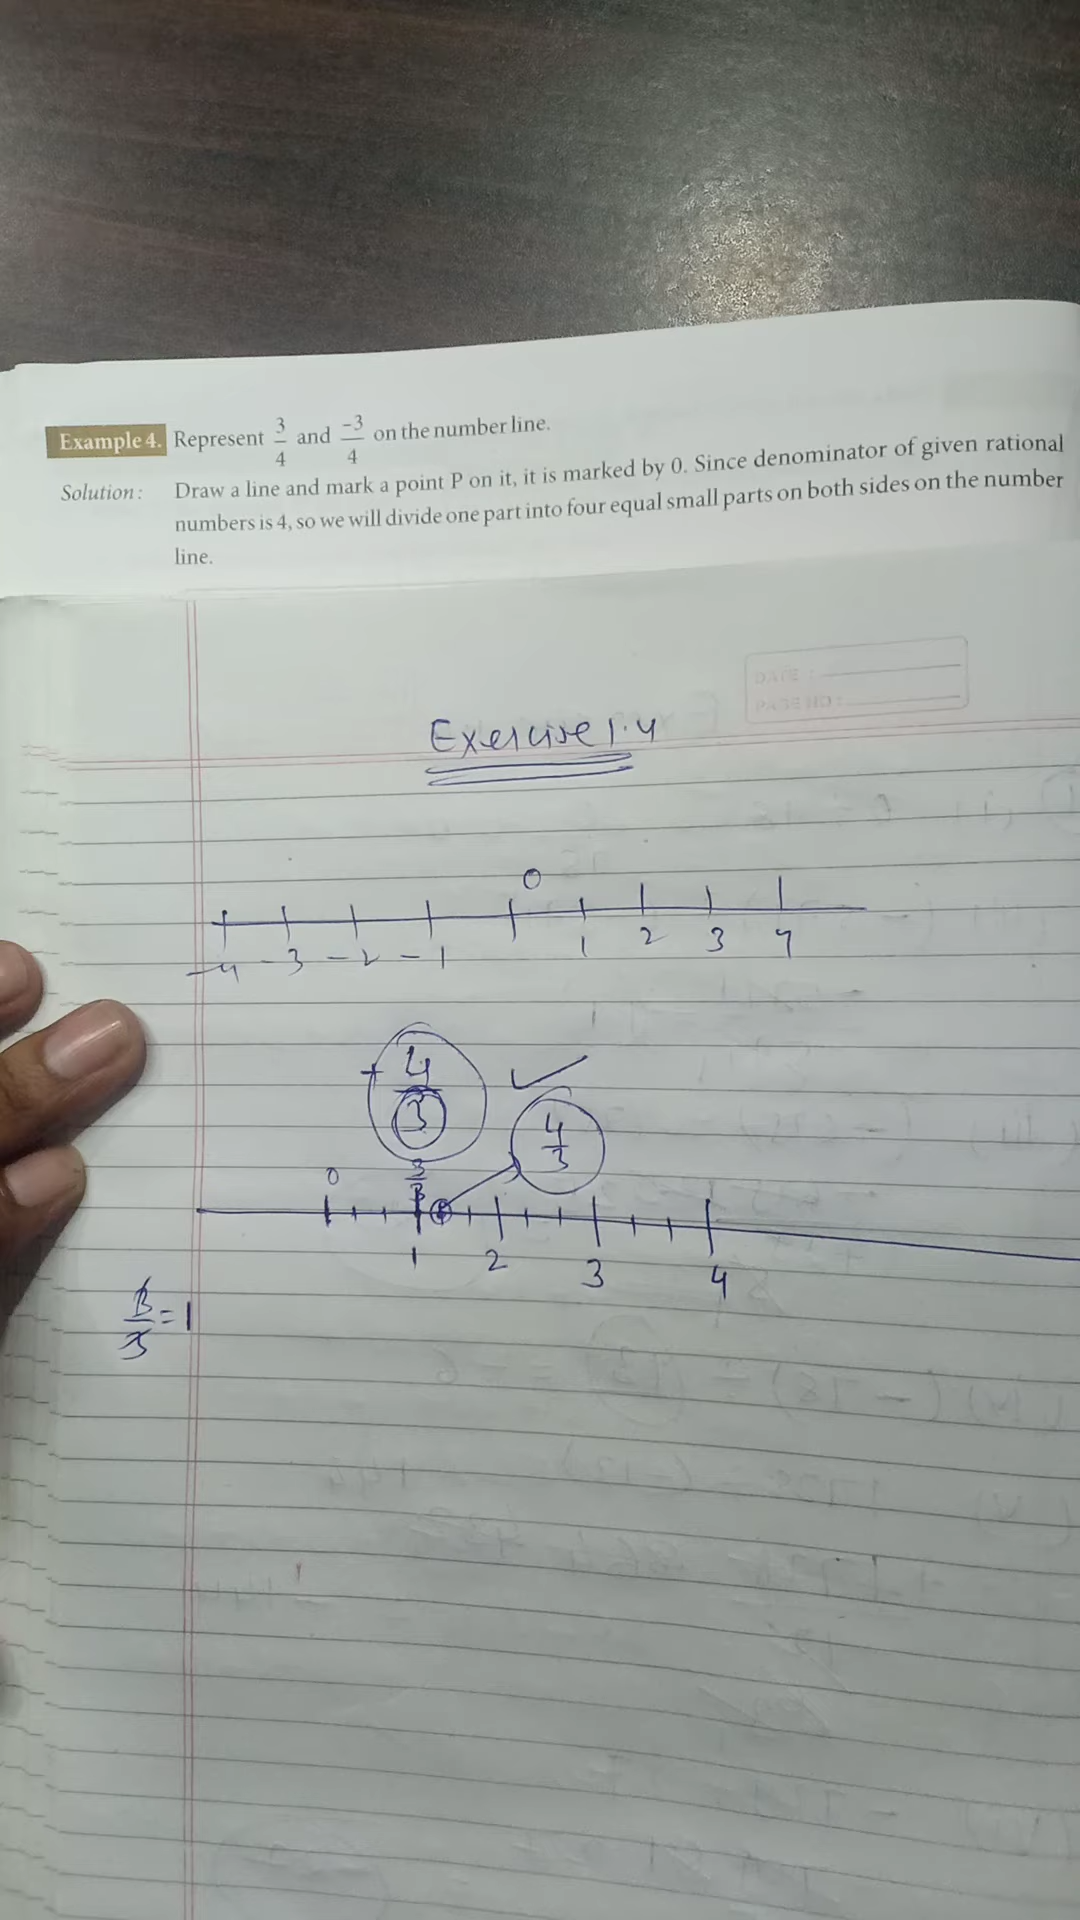 Example 4. Represent 3/4 and -3/4 on the number line.
Solution: Draw a line and mark a point P on it, it is marked by 0. Since denominator of given rational
numbers is 4, so we will divide one part into four equal small parts on both sides on the number
line.
DATE :
PAGE NO :
Exercise 1.4
0
-4 -3 -2 -1 1 2 3 4
+ 4/3
4/3
0 3/3
1 2 3 4
3/3 = 1